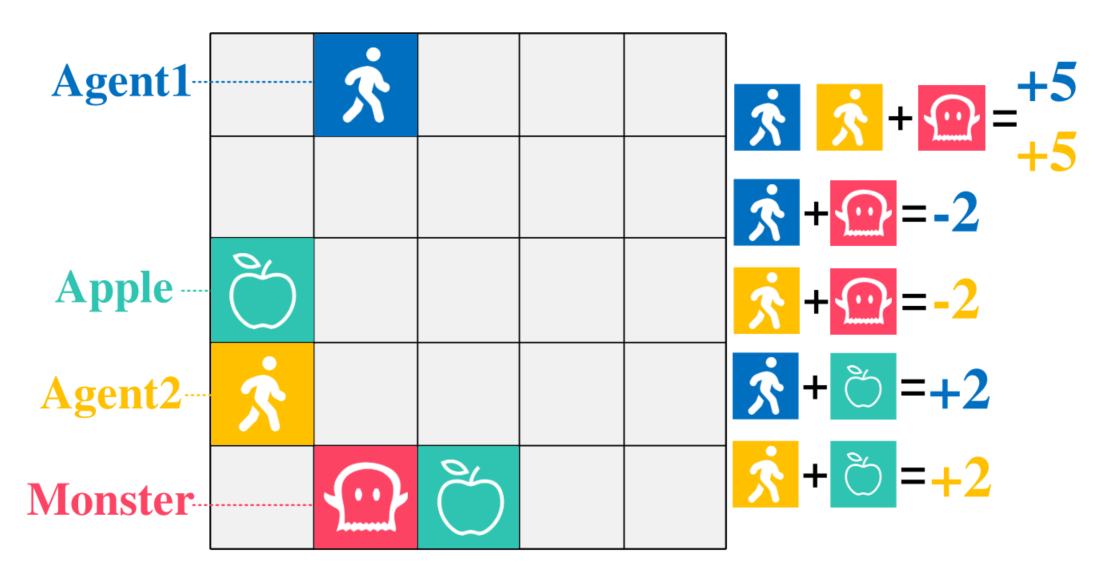 Agent1
Apple
Agent2
Monster
+ = +5
+5
+ = -2
+ = -2
+ = +2
+ = +2